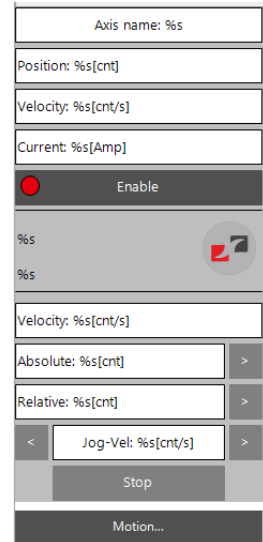 Axis name: %s
Position: %s[cnt]
Velocity: %s[cnt/s]
Current: %s[Amp]
Enable
%s
%s
Velocity: %s[cnt/s]
Absolute: %s[cnt]
>
Relative: %s[cnt]
>
< Jog-Vel: %s[cnt/s] >
Stop
Motion...